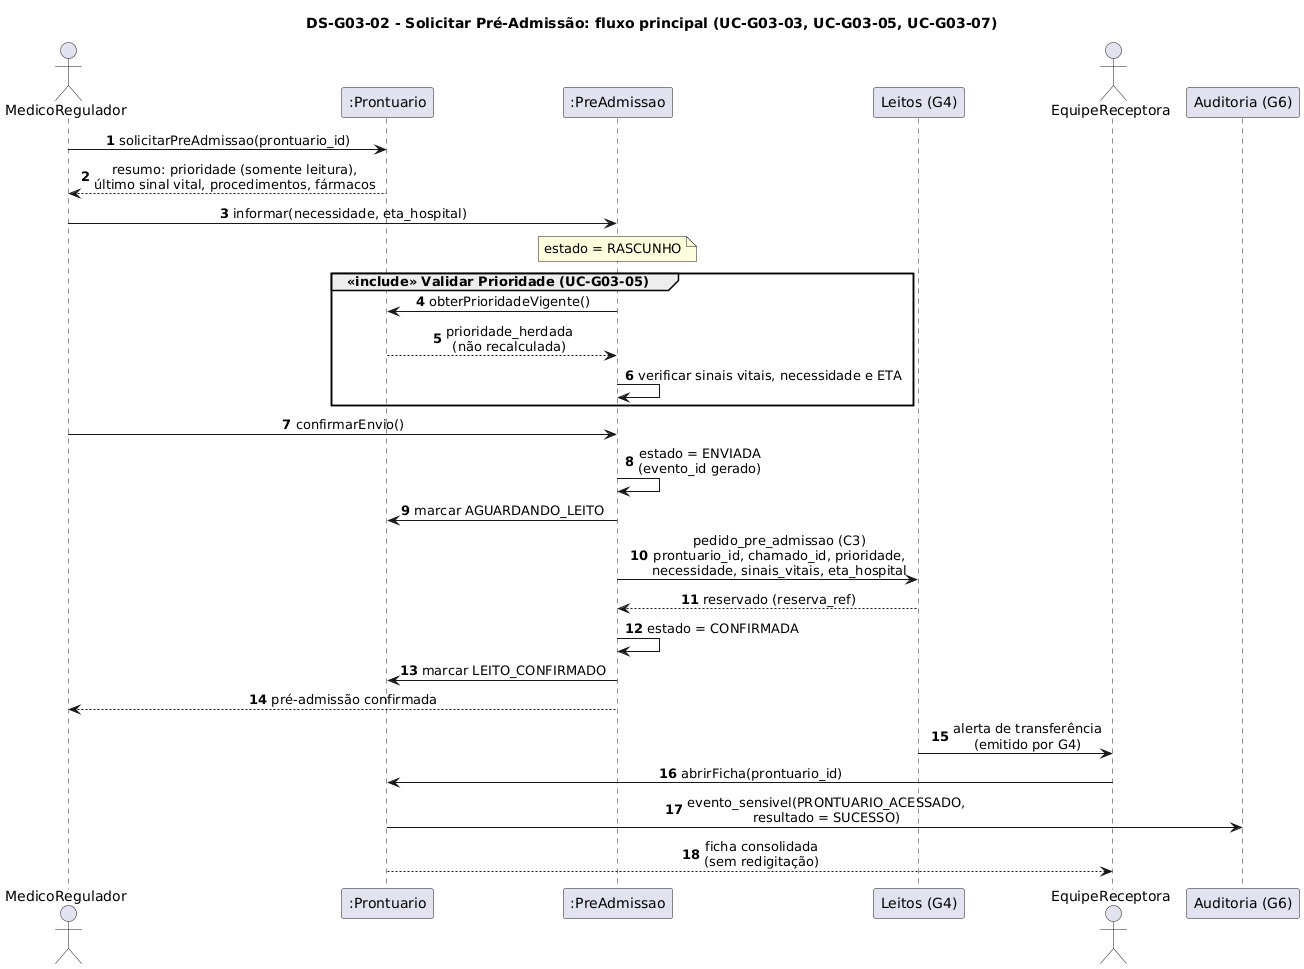 DS-G03-02 - Solicitar Pré-Admissão: fluxo principal (UC-G03-03, UC-G03-05, UC-G03-07)
MedicoRegulador
:Prontuario
:PreAdmissao
Leitos (G4)
EquipeReceptora
Auditoria (G6)
1 solicitarPreAdmissao(prontuario_id)
2 resumo: prioridade (somente leitura),
último sinal vital, procedimentos, fármacos
3 informar(necessidade, eta_hospital)
estado = RASCUNHO
«include» Validar Prioridade (UC-G03-05)
4 obterPrioridadeVigente()
5 prioridade_herdada
(não recalculada)
6 verificar sinais vitais, necessidade e ETA
7 confirmarEnvio()
8 estado = ENVIADA
(evento_id gerado)
9 marcar AGUARDANDO_LEITO
pedido_pre_admissao (C3)
10 prontuario_id, chamado_id, prioridade,
necessidade, sinais_vitais, eta_hospital
11 reservado (reserva_ref)
12 estado = CONFIRMADA
13 marcar LEITO_CONFIRMADO
14 pré-admissão confirmada
15 alerta de transferência
(emitido por G4)
16 abrirFicha(prontuario_id)
17 evento_sensivel(PRONTUARIO_ACESSADO,
resultado = SUCESSO)
18 ficha consolidada
(sem redigitação)
MedicoRegulador
:Prontuario
:PreAdmissao
Leitos (G4)
EquipeReceptora
Auditoria (G6)